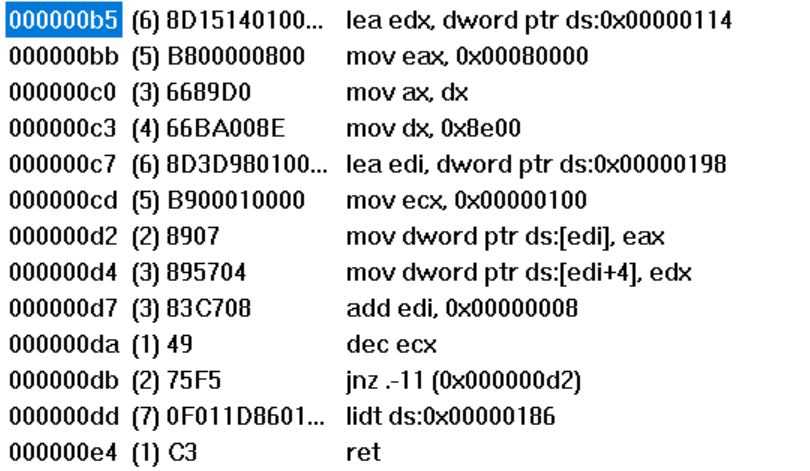 000000b5 (6) 8D15140100... lea edx, dword ptr ds:0x00000114
000000bb (5) B800000800 mov eax, 0x00080000
000000c0 (3) 6689D0 mov ax, dx
000000c3 (4) 66BA008E mov dx, 0x8e00
000000c7 (6) 8D3D980100... lea edi, dword ptr ds:0x00000198
000000cd (5) B900010000 mov ecx, 0x00000100
000000d2 (2) 8907 mov dword ptr ds:[edi], eax
000000d4 (3) 895704 mov dword ptr ds:[edi+4], edx
000000d7 (3) 83C708 add edi, 0x00000008
000000da (1) 49 dec ecx
000000db (2) 75F5 jnz .-11 (0x000000d2)
000000dd (7) 0F011D8601... lidt ds:0x00000186
000000e4 (1) C3 ret